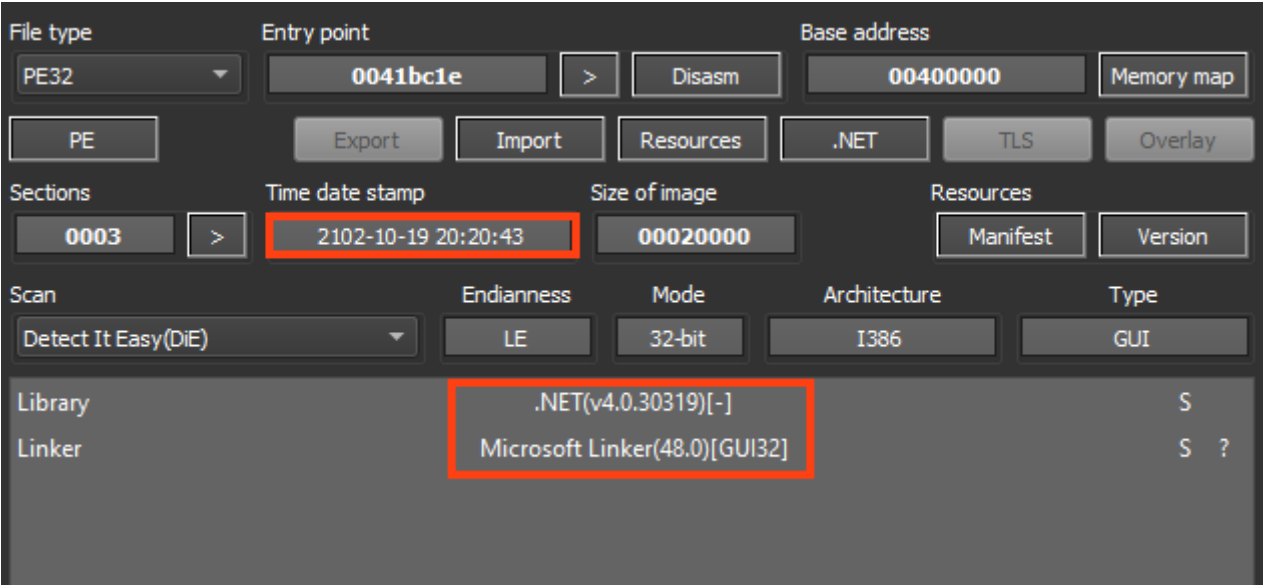 File type Entry point Base address
PE32 0041bc1e > Disasm 00400000 Memory map
PE Export Import Resources .NET TLS Overlay
Sections Time date stamp Size of image Resources
0003 > 2102-10-19 20:20:43 00020000 Manifest Version
Scan Endianness Mode Architecture Type
Detect It Easy(DiE) LE 32-bit I386 GUI
Library .NET(v4.0.30319)[-] S
Linker Microsoft Linker(48.0)[GUI32] S ?